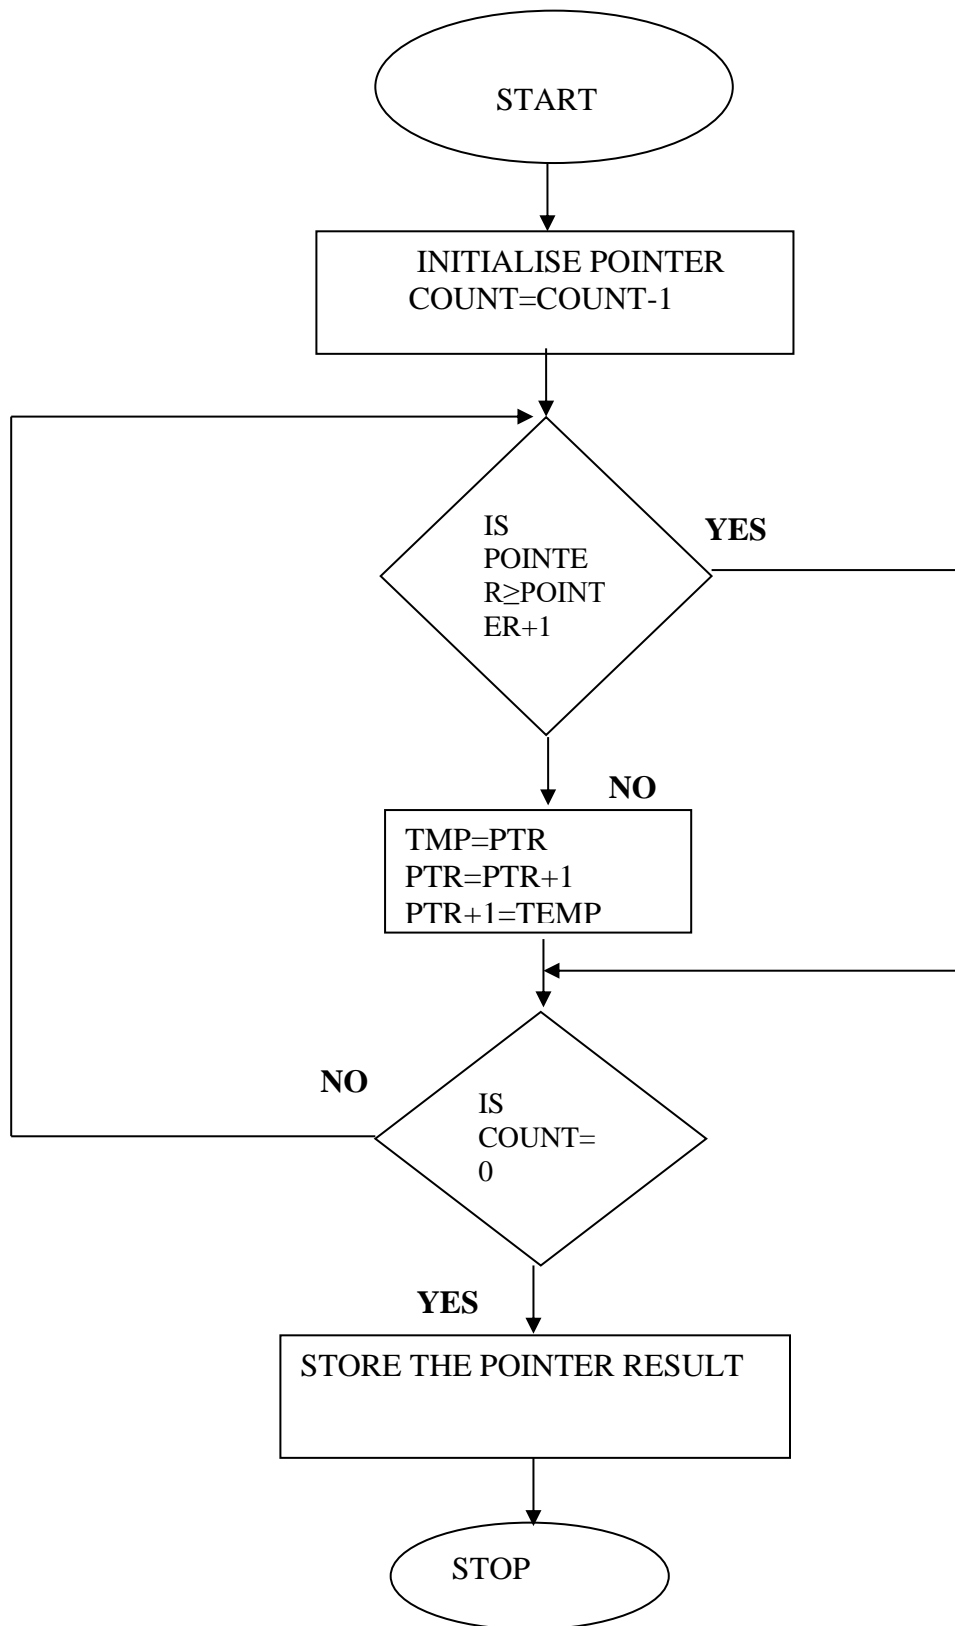 START
INITIALISE POINTER
COUNT=COUNT-1
IS
POINTE
R≥POINT
ER+1
YES
NO
TMP=PTR
PTR=PTR+1
PTR+1=TEMP
NO
IS
COUNT=
0
YES
STORE THE POINTER RESULT
STOP